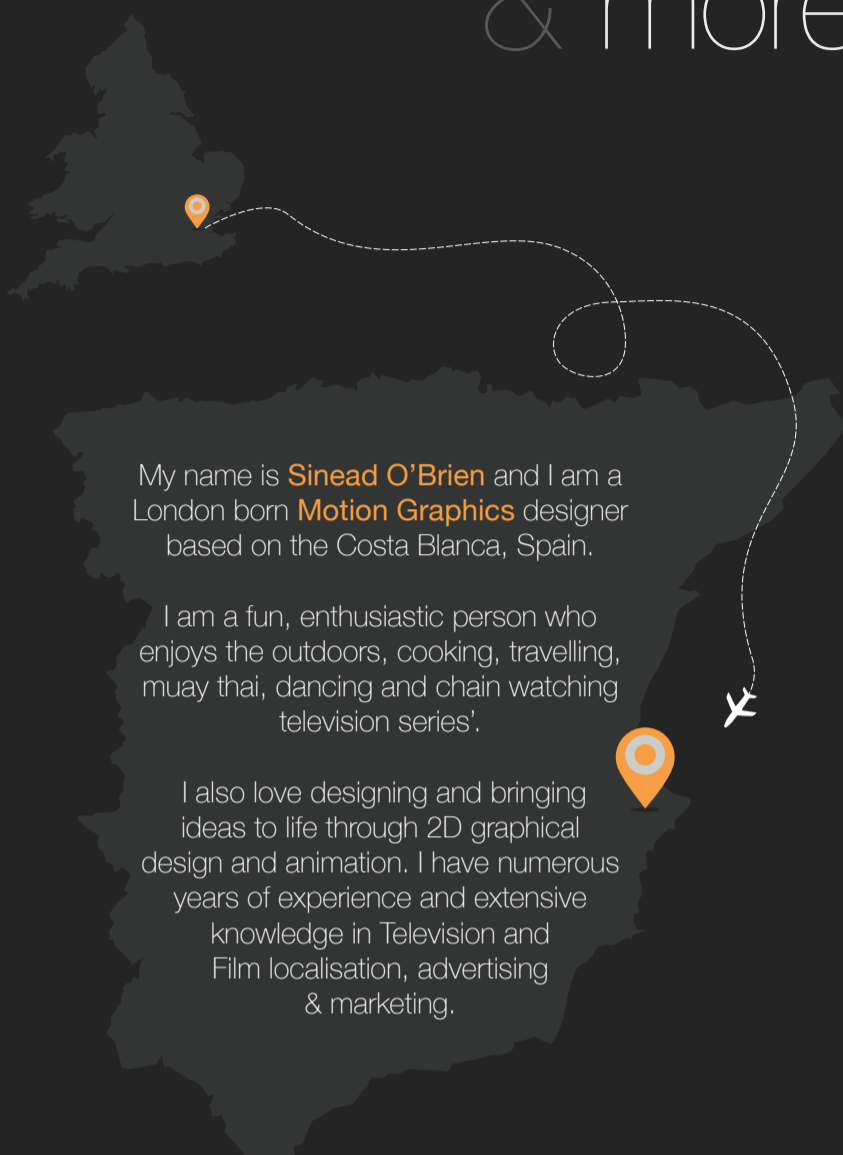 & more
My name is Sinead O’Brien and I am a
London born Motion Graphics designer
based on the Costa Blanca, Spain.
I am a fun, enthusiastic person who
enjoys the outdoors, cooking, travelling,
muay thai, dancing and chain watching
television series’.
I also love designing and bringing
ideas to life through 2D graphical
design and animation. I have numerous
years of experience and extensive
knowledge in Television and
Film localisation, advertising
& marketing.